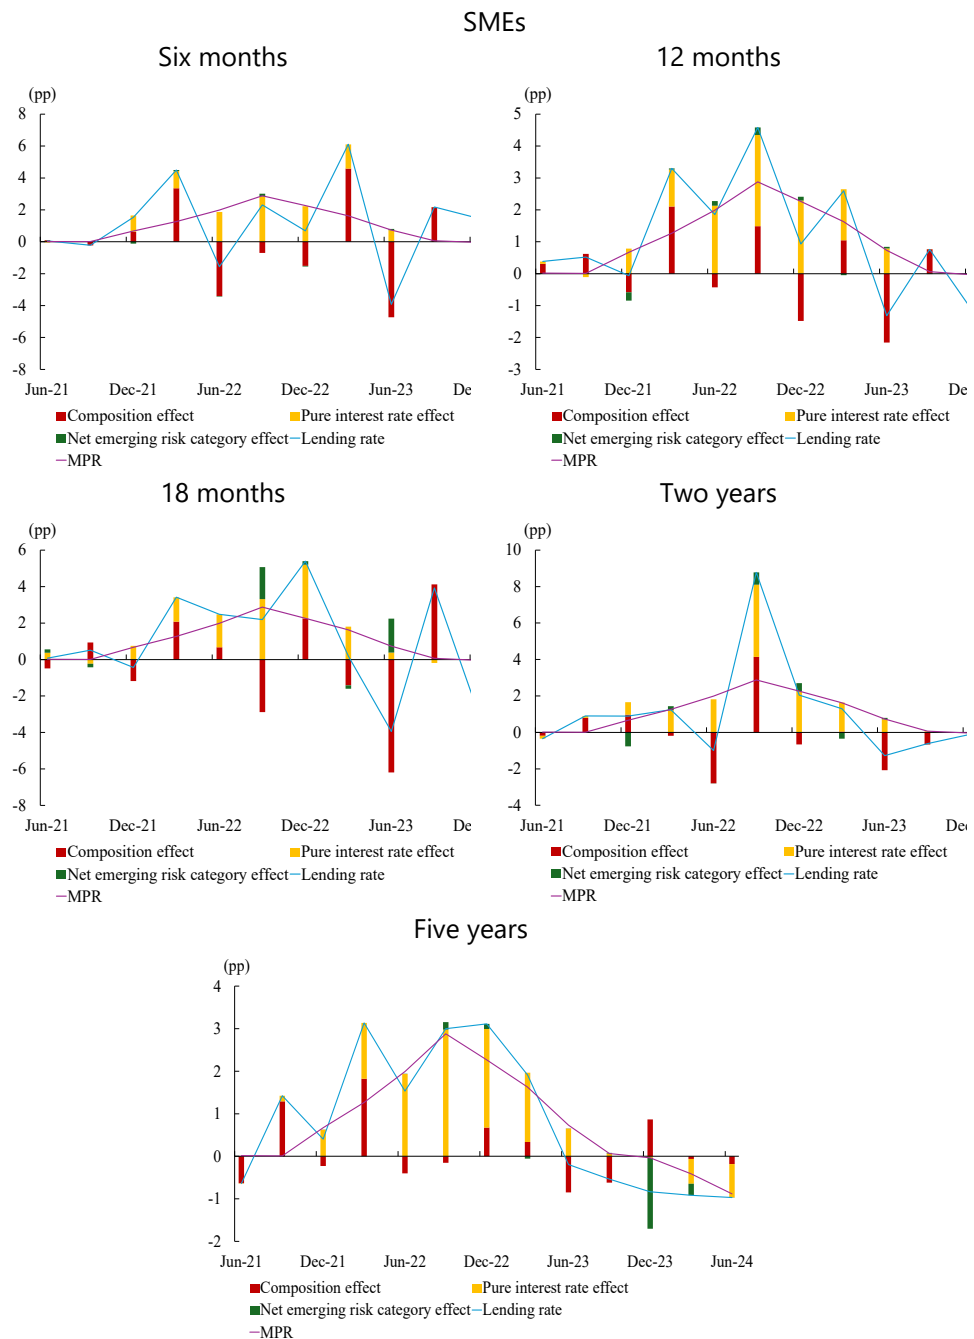 SMEs
Six months
(pp)
8
6
4
2
0
-2
-4
-6
-8
Jun-21 Dec-21 Jun-22 Dec-22 Jun-23 De
Composition effect Pure interest rate effect
Net emerging risk category effect Lending rate
MPR
12 months
(pp)
5
4
3
2
1
0
-1
-2
-3
Jun-21 Dec-21 Jun-22 Dec-22 Jun-23 Dec
Composition effect Pure interest rate effect
Net emerging risk category effect Lending rate
MPR
18 months
(pp)
6
4
2
0
-2
-4
-6
-8
Jun-21 Dec-21 Jun-22 Dec-22 Jun-23 De
Composition effect Pure interest rate effect
Net emerging risk category effect Lending rate
MPR
Two years
(pp)
10
8
6
4
2
0
-2
-4
Jun-21 Dec-21 Jun-22 Dec-22 Jun-23 Dec
Composition effect Pure interest rate effect
Net emerging risk category effect Lending rate
MPR
Five years
(pp)
4
3
2
1
0
-1
-2
Jun-21 Dec-21 Jun-22 Dec-22 Jun-23 Dec-23 Jun-24
Composition effect Pure interest rate effect
Net emerging risk category effect Lending rate
MPR